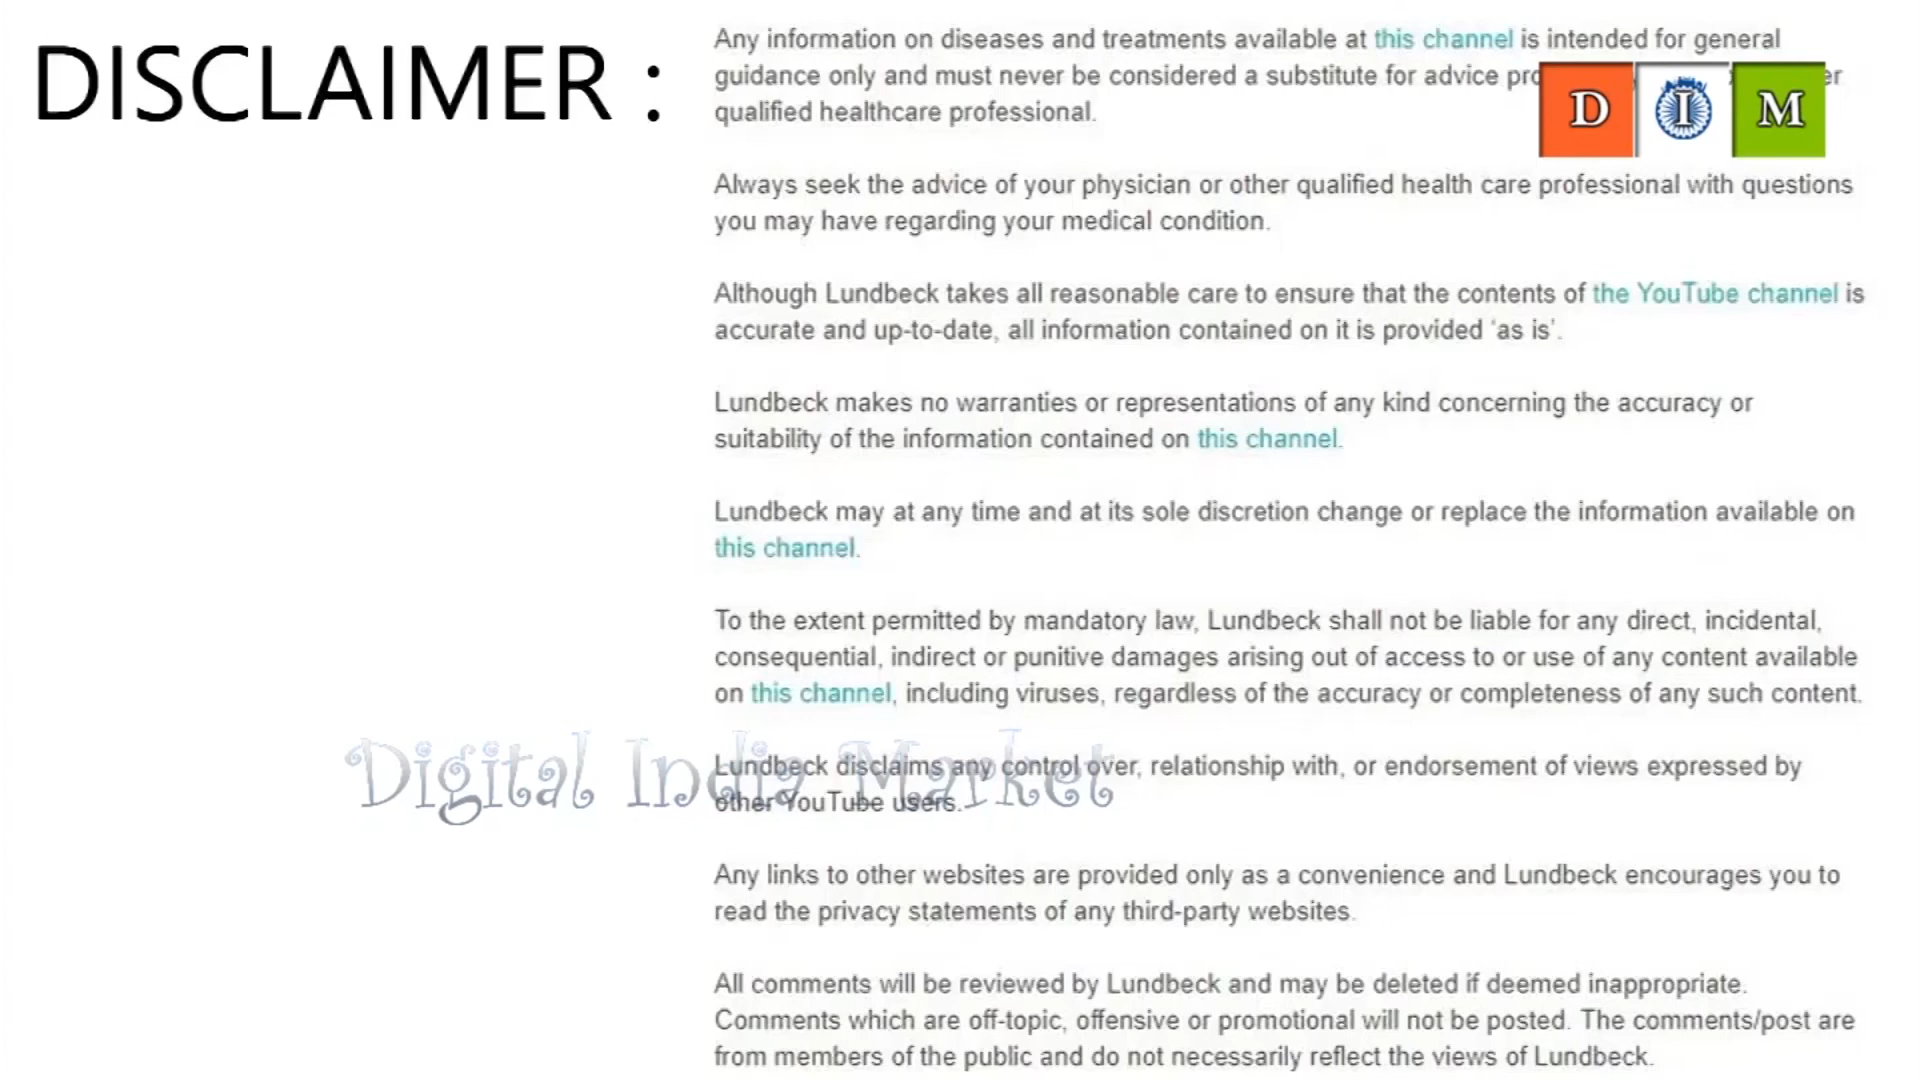 DISCLAIMER :
Any information on diseases and treatments available at this channel is intended for general
guidance only and must never be considered a substitute for advice
qualified healthcare professional.
D I M
Always seek the advice of your physician or other qualified health care professional with questions
you may have regarding your medical condition.
Although Lundbeck takes all reasonable care to ensure that the contents of the YouTube channel is
accurate and up-to-date, all information contained on it is provided 'as is'.
Lundbeck makes no warranties or representations of any kind concerning the accuracy or
suitability of the information contained on this channel.
Lundbeck may at any time and at its sole discretion change or replace the information available on
this channel.
To the extent permitted by mandatory law, Lundbeck shall not be liable for any direct, incidental,
consequential, indirect or punitive damages arising out of access to or use of any content available
on this channel, including viruses, regardless of the accuracy or completeness of any such content.
Digital India Market
Lundbeck disclaims any control over, relationship with, or endorsement of views expressed by
other YouTube users.
Any links to other websites are provided only as a convenience and Lundbeck encourages you to
read the privacy statements of any third-party websites.
All comments will be reviewed by Lundbeck and may be deleted if deemed inappropriate.
Comments which are off-topic, offensive or promotional will not be posted. The comments/post are
from members of the public and do not necessarily reflect the views of Lundbeck.